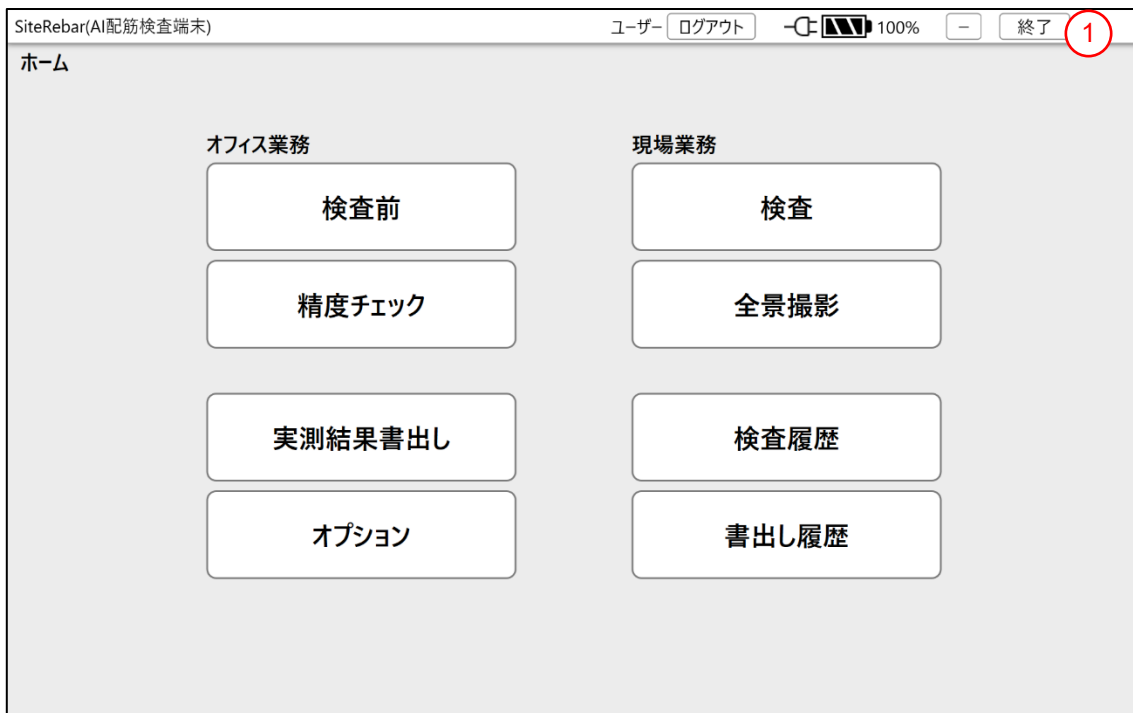 SiteRebar(AI配筋検査端末) ユーザー ログアウト 100% － 終了 1
ホーム
オフィス業務 現場業務
検査前 検査
精度チェック 全景撮影
実測結果書出し 検査履歴
オプション 書出し履歴